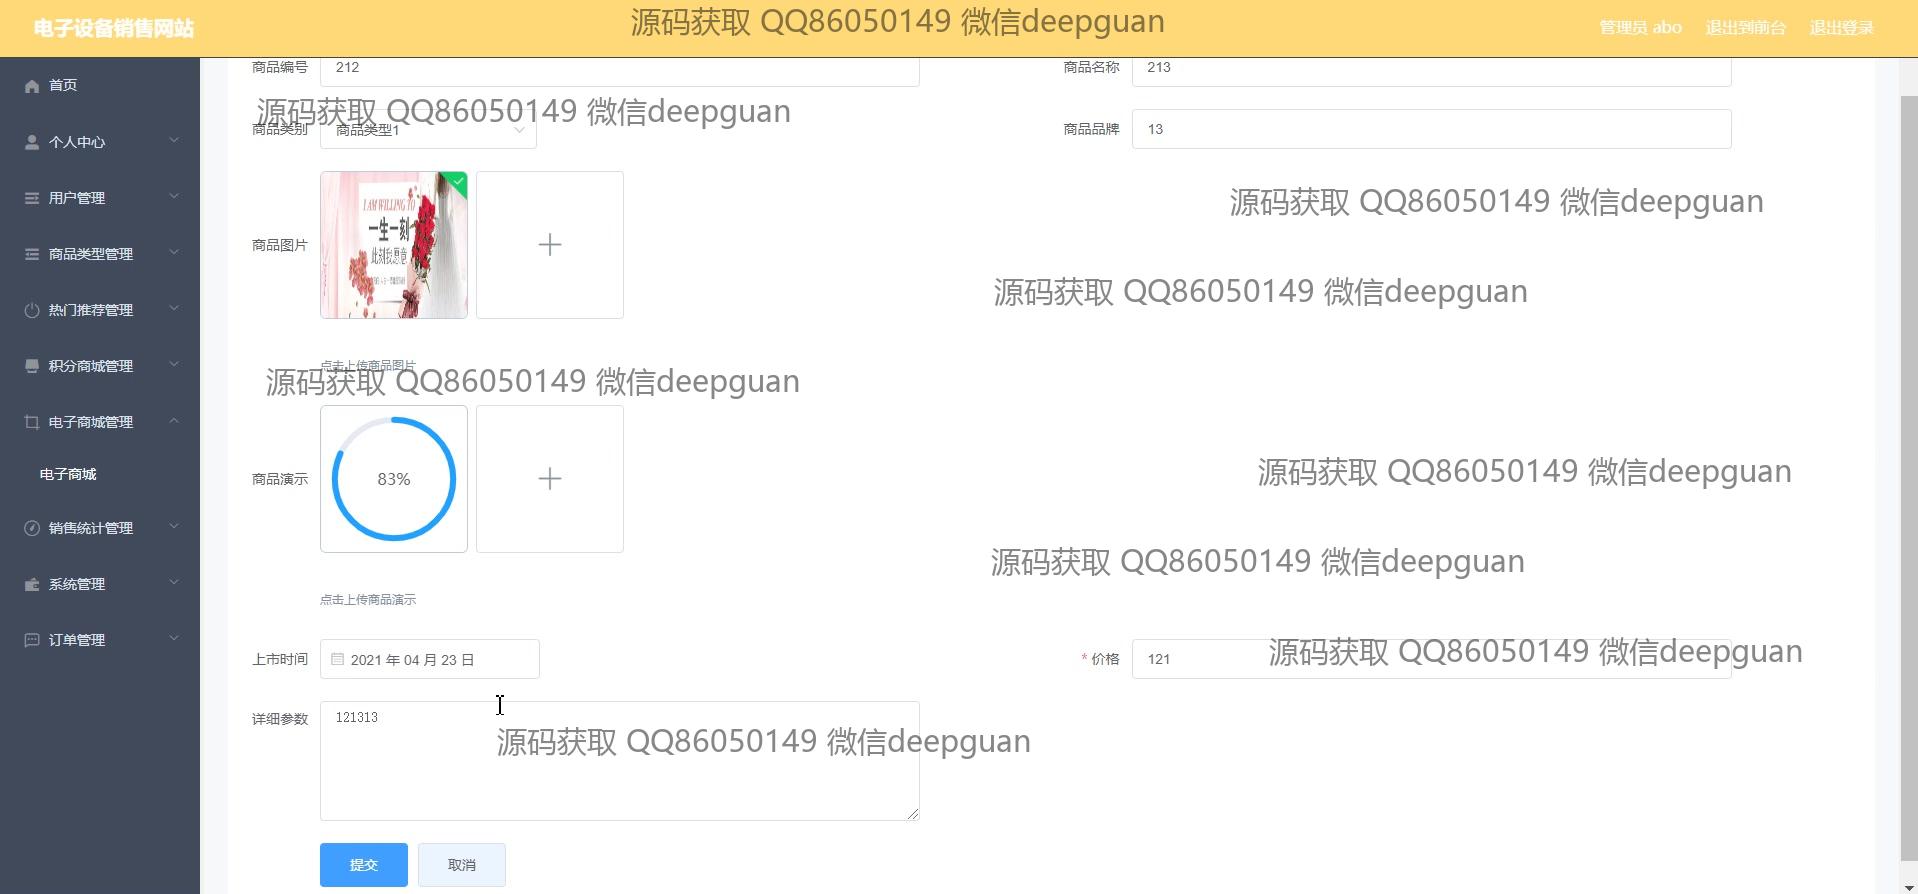 电子设备销售网站
源码获取 QQ86050149 微信deepguan
管理员 abo
退出到前台
退出登录
首页
个人中心
用户管理
商品类型管理
热门推荐管理
积分商城管理
电子商城管理
电子商城
销售统计管理
系统管理
订单管理
商品编号 212
商品名称 213
源码获取 QQ86050149 微信deepguan
商品类别 商品类型1
商品品牌 13
源码获取 QQ86050149 微信deepguan
商品图片
I AM WILLING TO
一生一刻
源码获取 QQ86050149 微信deepguan
点击上传商品图片
源码获取 QQ86050149 微信deepguan
商品演示 83%
源码获取 QQ86050149 微信deepguan
源码获取 QQ86050149 微信deepguan
点击上传商品演示
上市时间 2021 年 04 月 23 日
* 价格 121
源码获取 QQ86050149 微信deepguan
详细参数 121313
源码获取 QQ86050149 微信deepguan
提交
取消